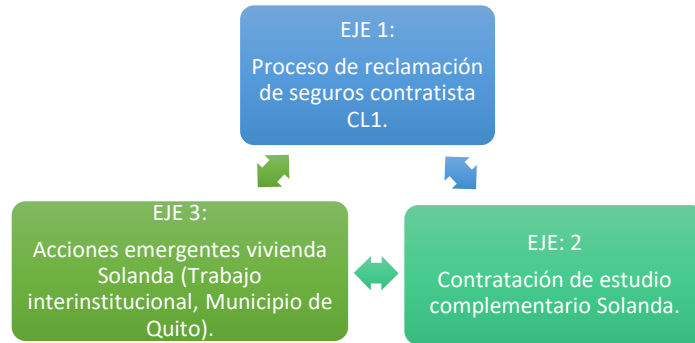 EJE 1:
Proceso de reclamación
de seguros contratista
CL1.
EJE 3:
Acciones emergentes vivienda
Solanda (Trabajo
interinstitucional, Municipio de
Quito).
EJE: 2
Contratación de estudio
complementario Solanda.